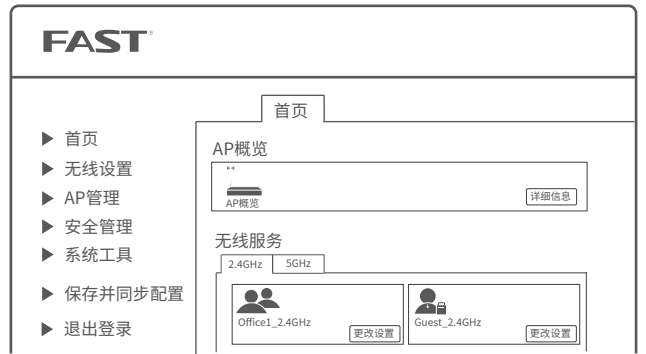 FAST®
首页
首页
无线设置
AP管理
安全管理
系统工具
保存并同步配置
退出登录
AP概览
AP概览
详细信息
无线服务
2.4GHz
5GHz
Office1_2.4GHz
更改设置
Guest_2.4GHz
更改设置